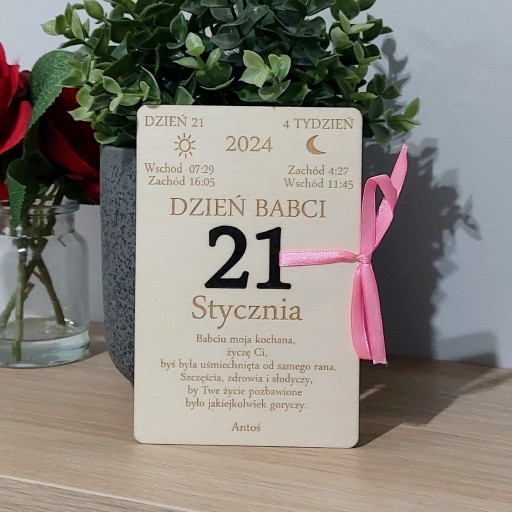 DZIEŃ 21 4 TYDZIEŃ
2024
Wschód 07:29 Zachód 4:27
Zachód 16:05 Wschód 11:45
DZIEŃ BABCI
21
Stycznia
Babciu moja kochana,
życzę Ci,
byś była uśmiechnięta od samego rana.
Szczęścia, zdrowia i słodyczy,
by Twe życie pozbawione
było jakiejkolwiek goryczy.
Antoś